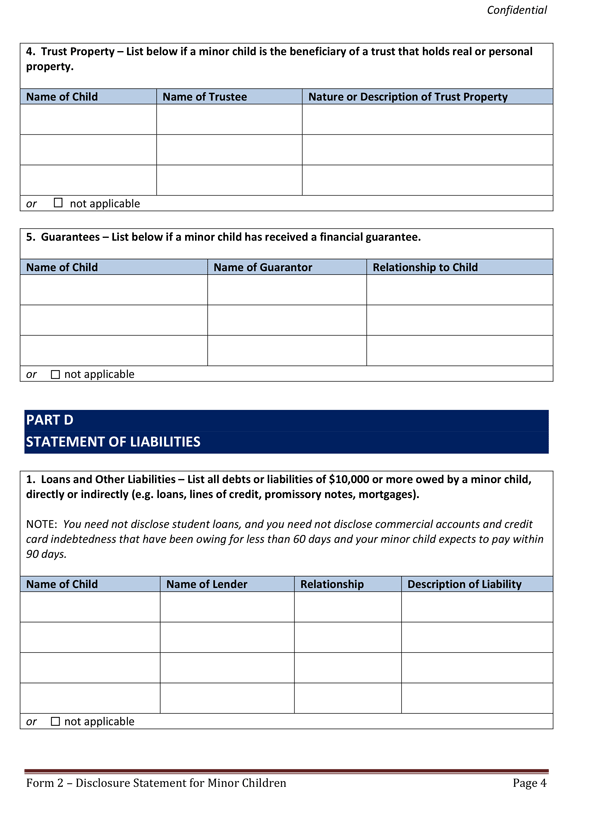 Confidential
4. Trust Property – List below if a minor child is the beneficiary of a trust that holds real or personal
property.
Name of Child Name of Trustee Nature or Description of Trust Property
or ☐ not applicable
5. Guarantees – List below if a minor child has received a financial guarantee.
Name of Child Name of Guarantor Relationship to Child
or ☐ not applicable
PART D
STATEMENT OF LIABILITIES
1. Loans and Other Liabilities – List all debts or liabilities of $10,000 or more owed by a minor child,
directly or indirectly (e.g. loans, lines of credit, promissory notes, mortgages).
NOTE: You need not disclose student loans, and you need not disclose commercial accounts and credit
card indebtedness that have been owing for less than 60 days and your minor child expects to pay within
90 days.
Name of Child Name of Lender Relationship Description of Liability
or ☐ not applicable
Form 2 – Disclosure Statement for Minor Children Page 4